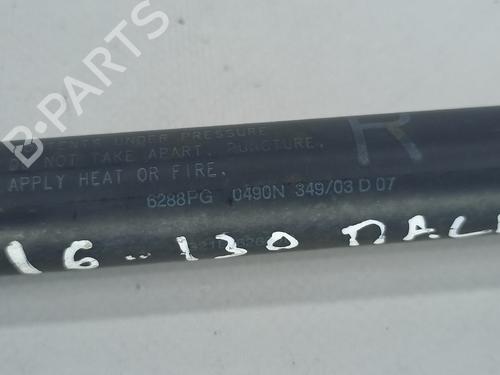 B-PARTS
CONTENTS UNDER PRESSURE
DO NOT TAKE APART, PUNCTURE,
APPLY HEAT OR FIRE.
R
6288PG 0490N 349/03 D 07
16-130